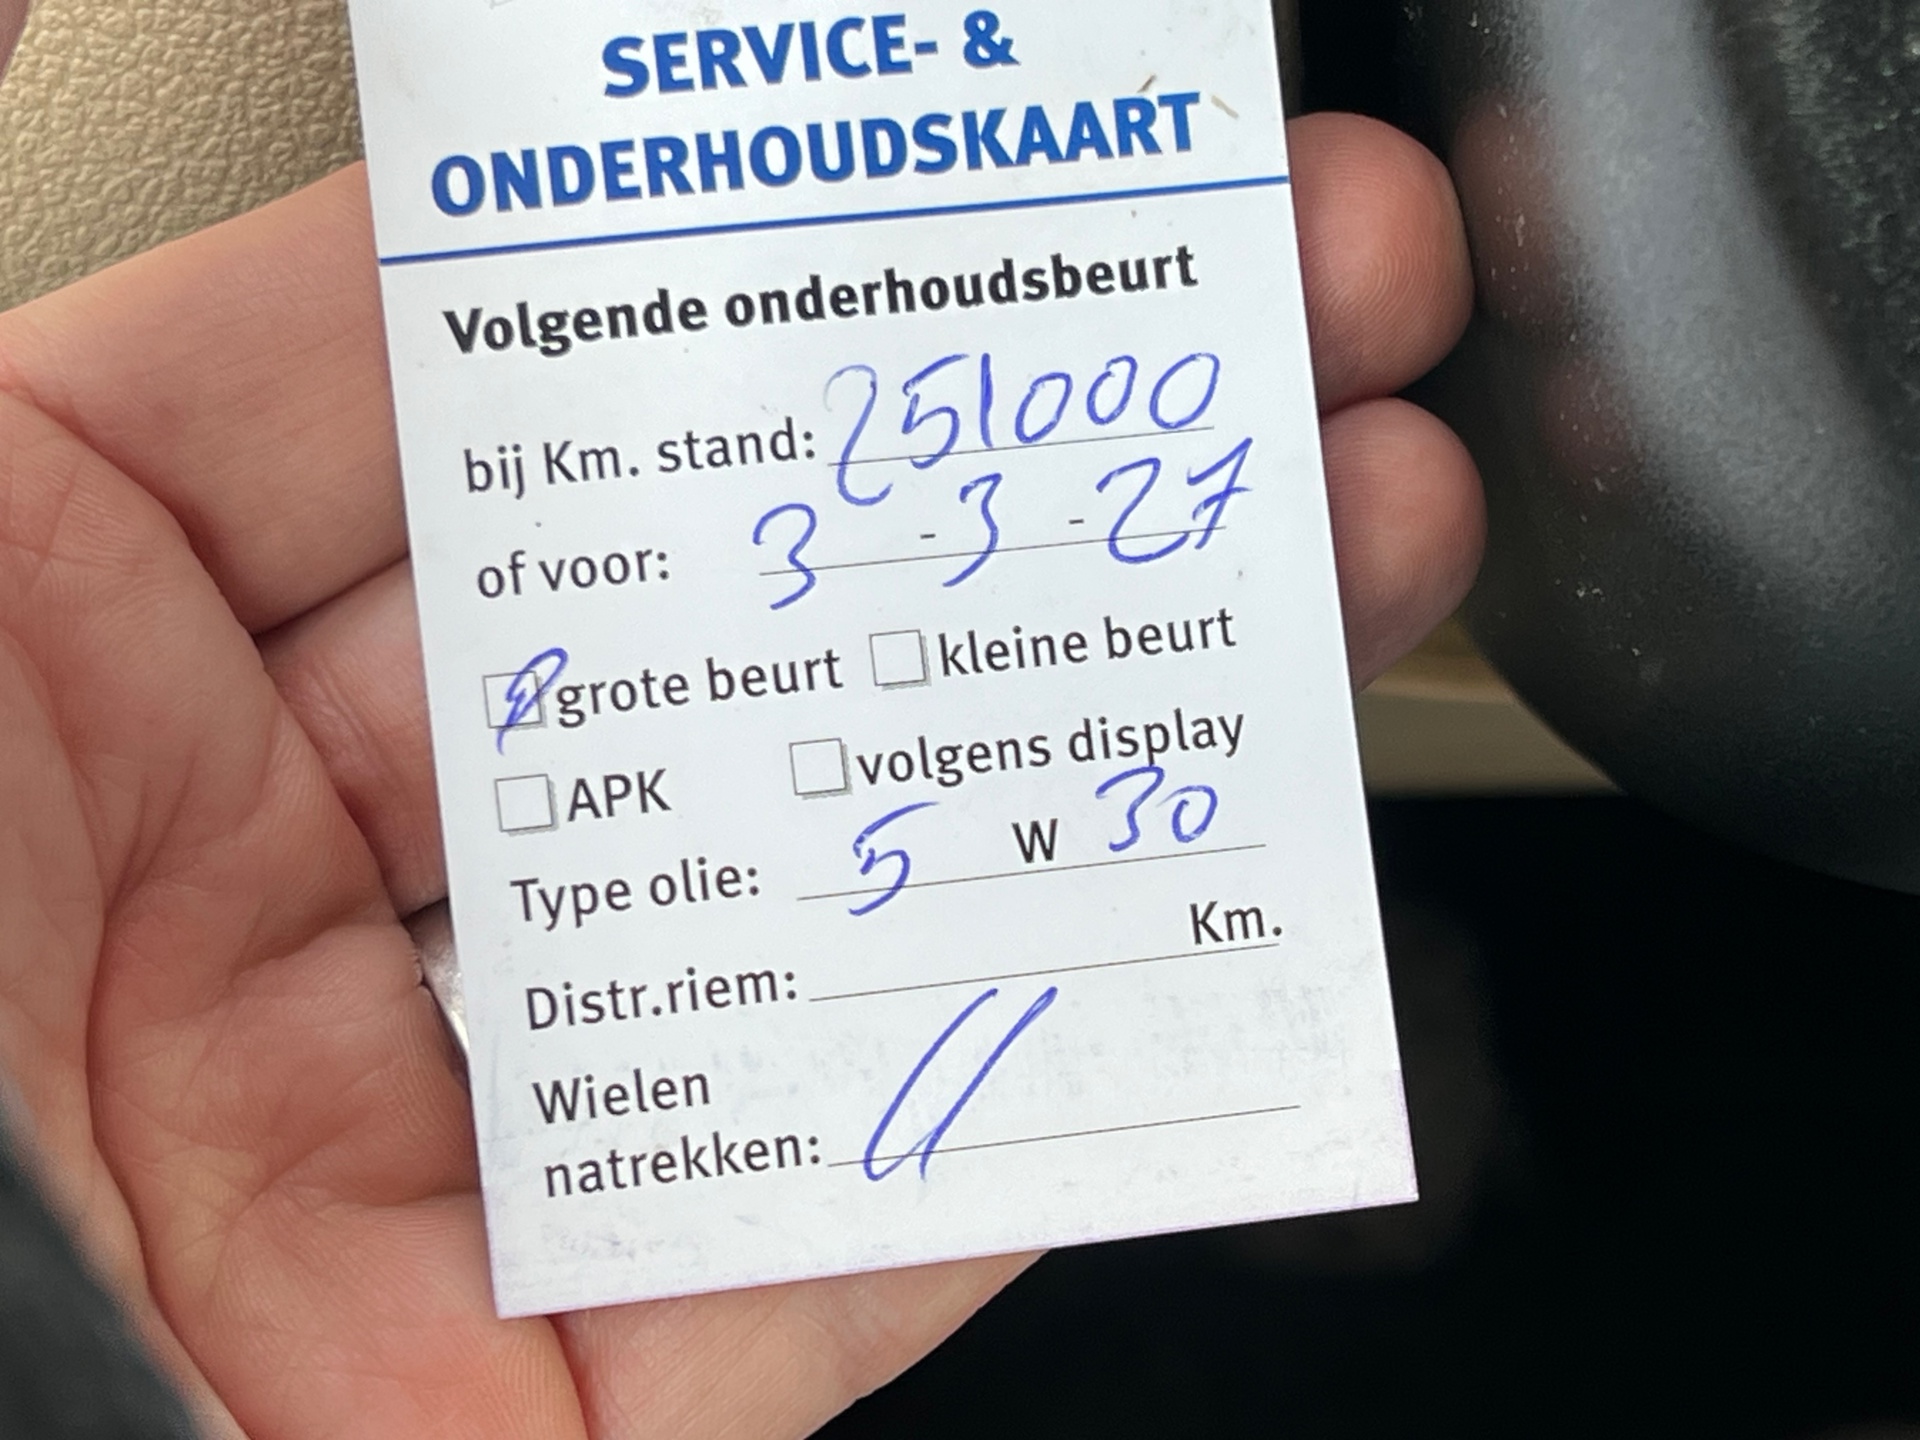 SERVICE- &
ONDERHOUDSKAART
Volgende onderhoudsbeurt
bij Km. stand: 251000
of voor: 3 - 3 - 27
grote beurt kleine beurt
APK volgens display
Type olie: 5 W 30
Km.
Distr.riem:
Wielen
natrekken: